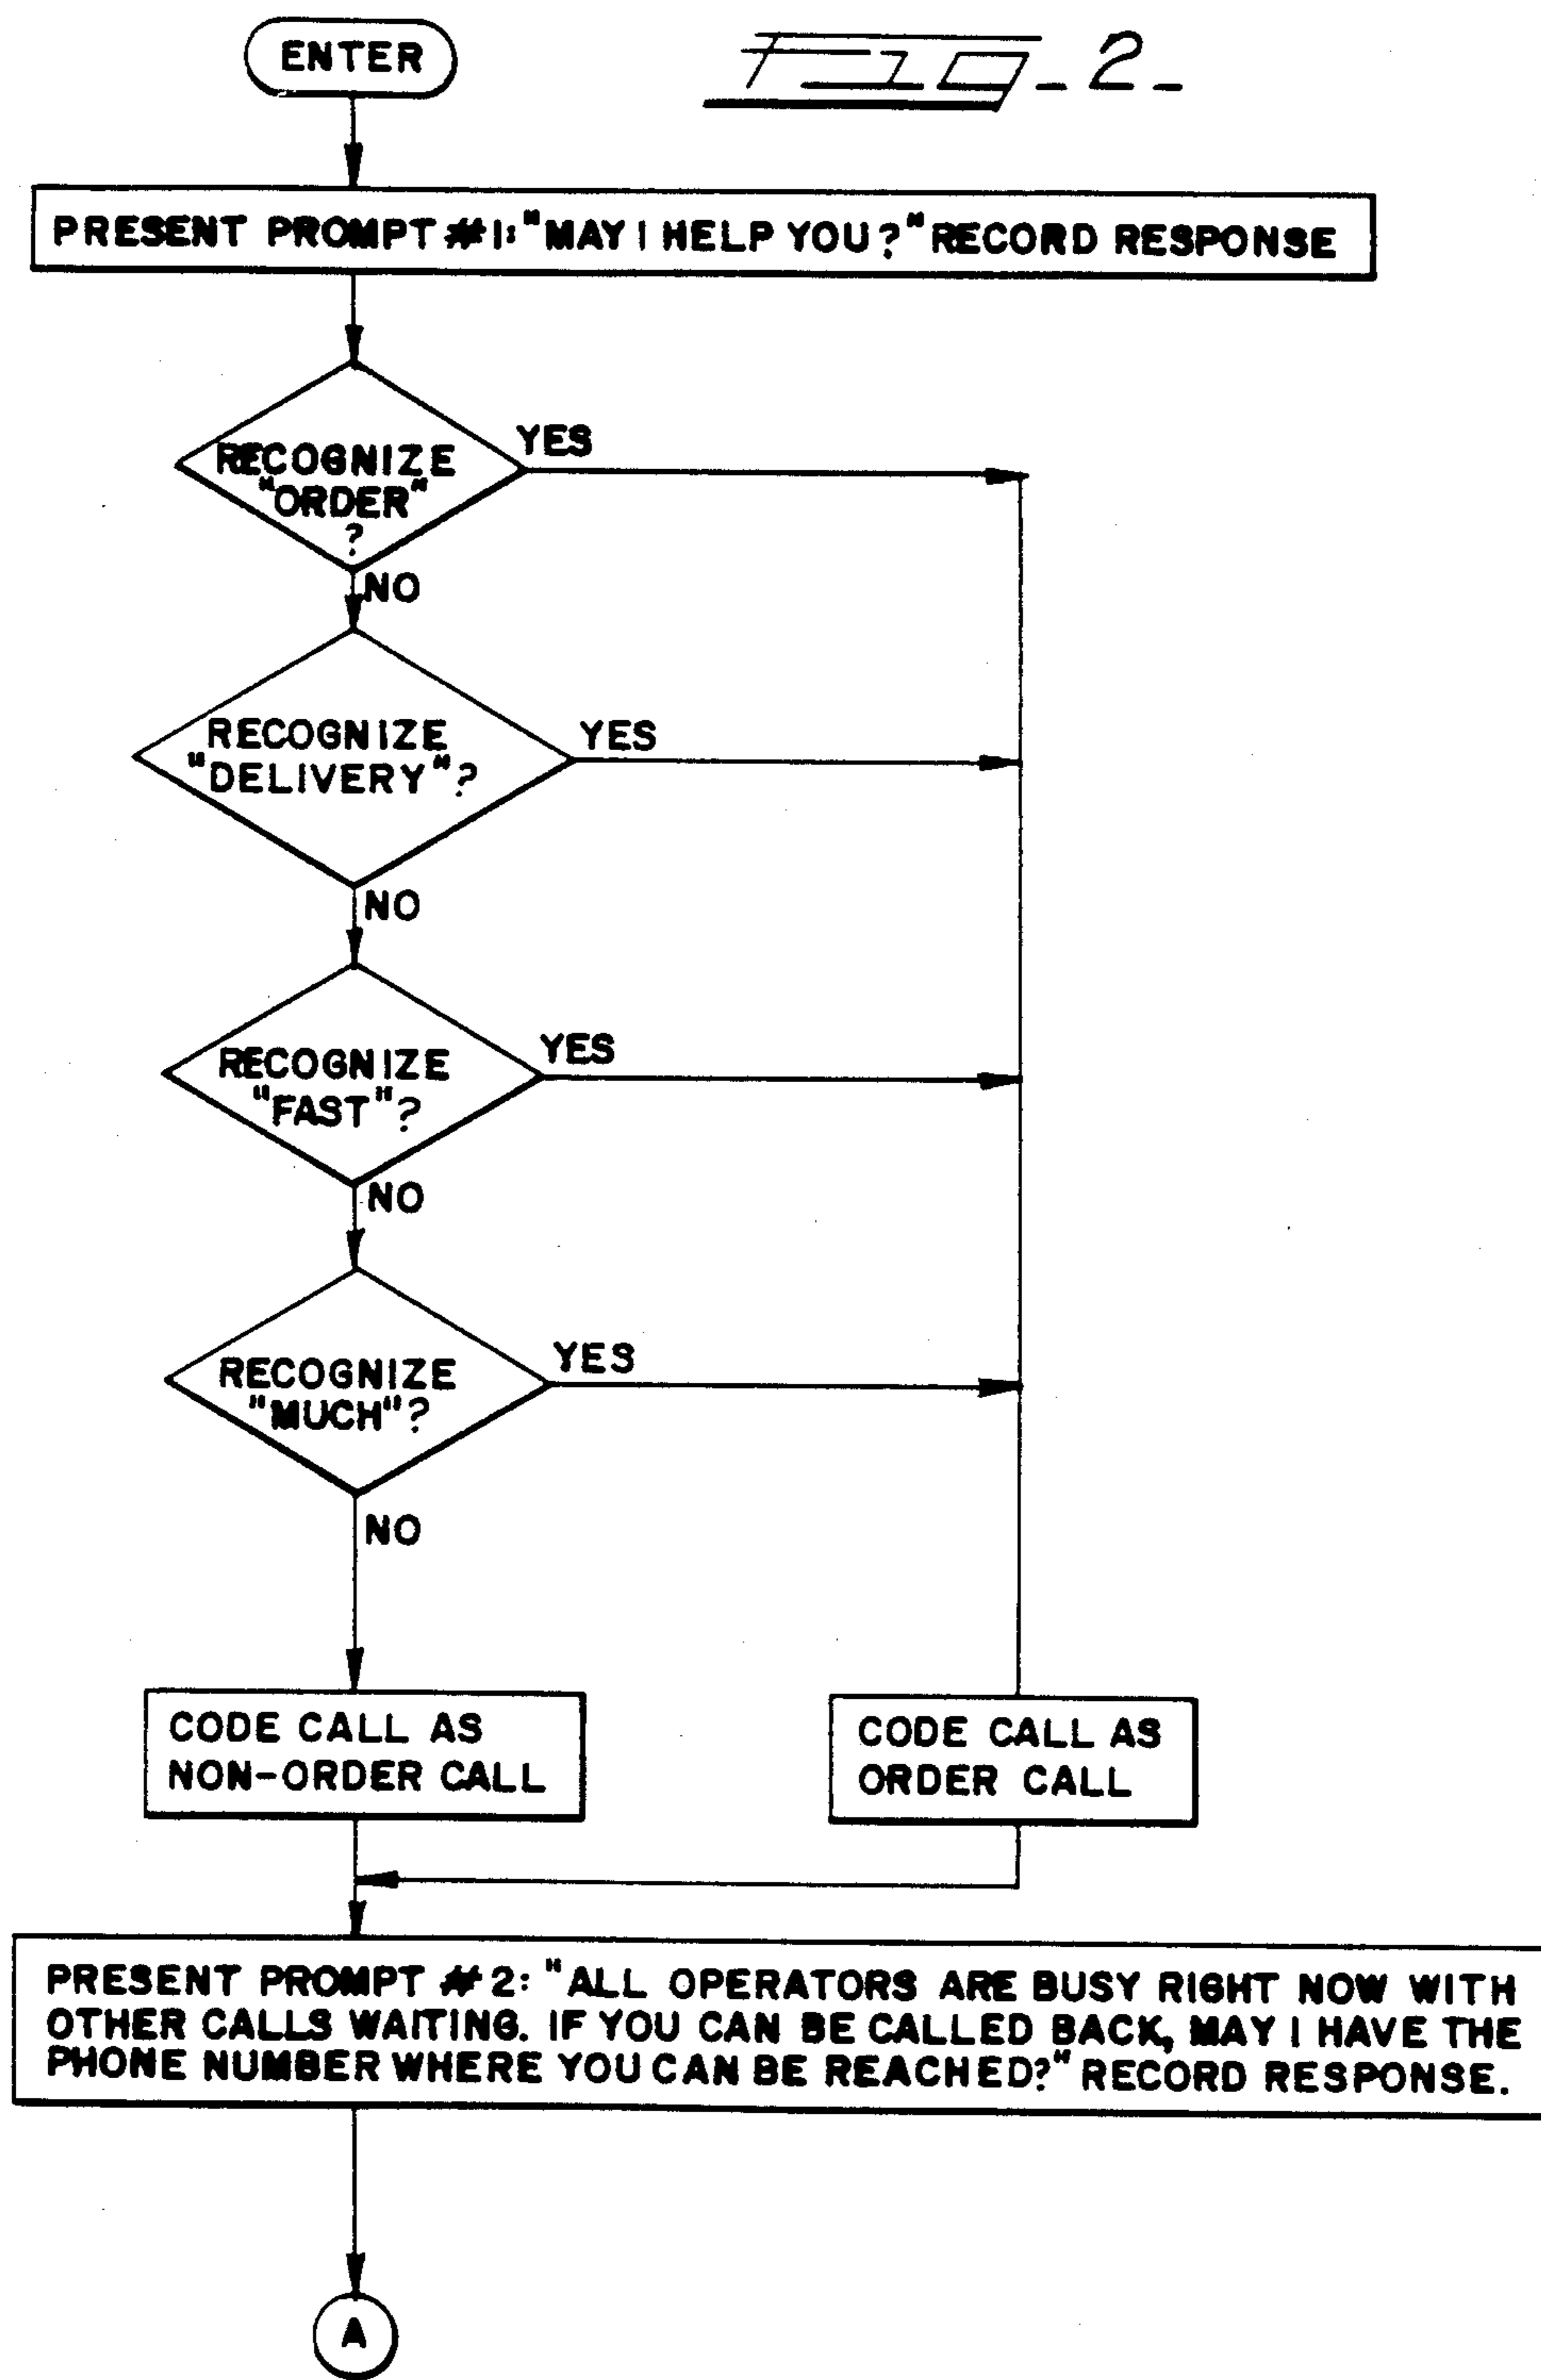 ENTER
Fig-2-
PRESENT PROMPT #1: "MAY I HELP YOU?" RECORD RESPONSE
YES
RECOGNIZE
"ORDER"
?
NO
YES
RECOGNIZE
"DELIVERY"?
NO
YES
RECOGNIZE
"FAST"?
NO
YES
RECOGNIZE
"MUCH"?
NO
CODE CALL AS
NON-ORDER CALL
CODE CALL AS
ORDER CALL
PRESENT PROMPT #2: "ALL OPERATORS ARE BUSY RIGHT NOW WITH
OTHER CALLS WAITING. IF YOU CAN BE CALLED BACK, MAY I HAVE THE
PHONE NUMBER WHERE YOU CAN BE REACHED?" RECORD RESPONSE.
A